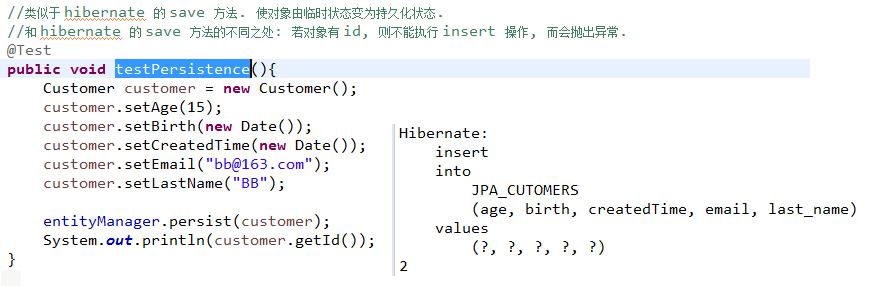 //类似于 hibernate 的 save 方法. 使对象由临时状态变为持久化状态.
//和 hibernate 的 save 方法的不同之处: 若对象有 id, 则不能执行 insert 操作, 而会抛出异常.
@Test
public void testPersistence(){
Customer customer = new Customer();
customer.setAge(15);
customer.setBirth(new Date());
customer.setCreatedTime(new Date());
customer.setEmail("bb@163.com");
customer.setLastName("BB");
entityManager.persist(customer);
System.out.println(customer.getId());
}
Hibernate:
insert
into
JPA_CUTOMERS
(age, birth, createdTime, email, last_name)
values
(?, ?, ?, ?, ?)
2